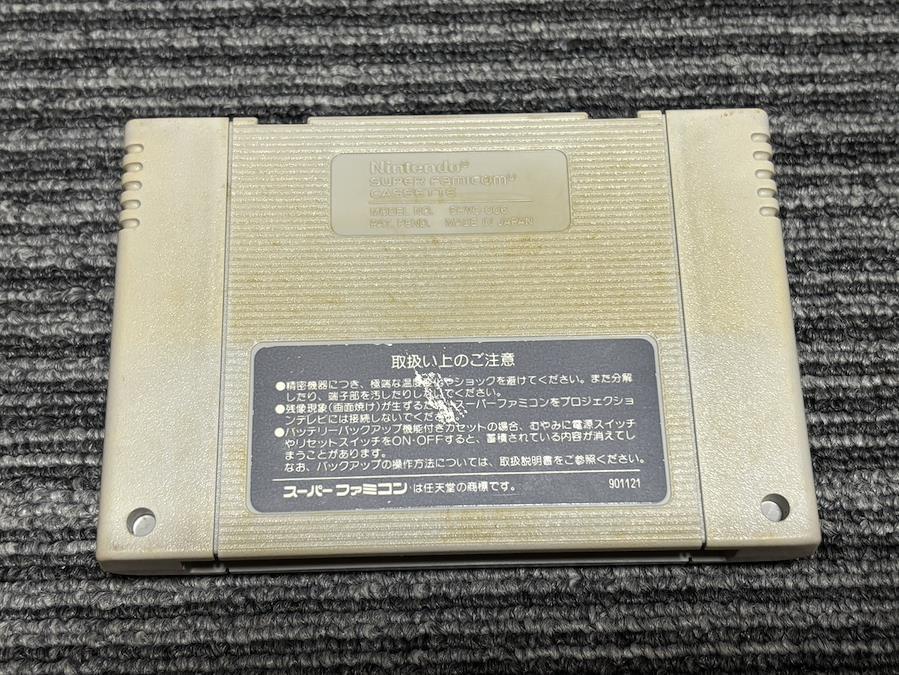 Nintendo®
SUPER FAMICOM
CASSETTE
MODEL NO. SHVC-006
PAT. PEND. MADE IN JAPAN
取扱い上のご注意
●精密機器につき、極端な温度変化やショックを避けてください。また分解
したり、端子部を汚したりしないでください。
●残像現象(画面焼け)が生ずるため、スーパーファミコンをプロジェクショ
ンテレビには接続しないでください。
●バッテリーバックアップ機能付きカセットの場合、むやみに電源スイッチ
やリセットスイッチをON・OFFすると、蓄積されている内容が消えてし
まうことがあります。
なお、バックアップの操作方法については、取扱説明書をご参照ください。
スーパーファミコンは任天堂の商標です。 901121